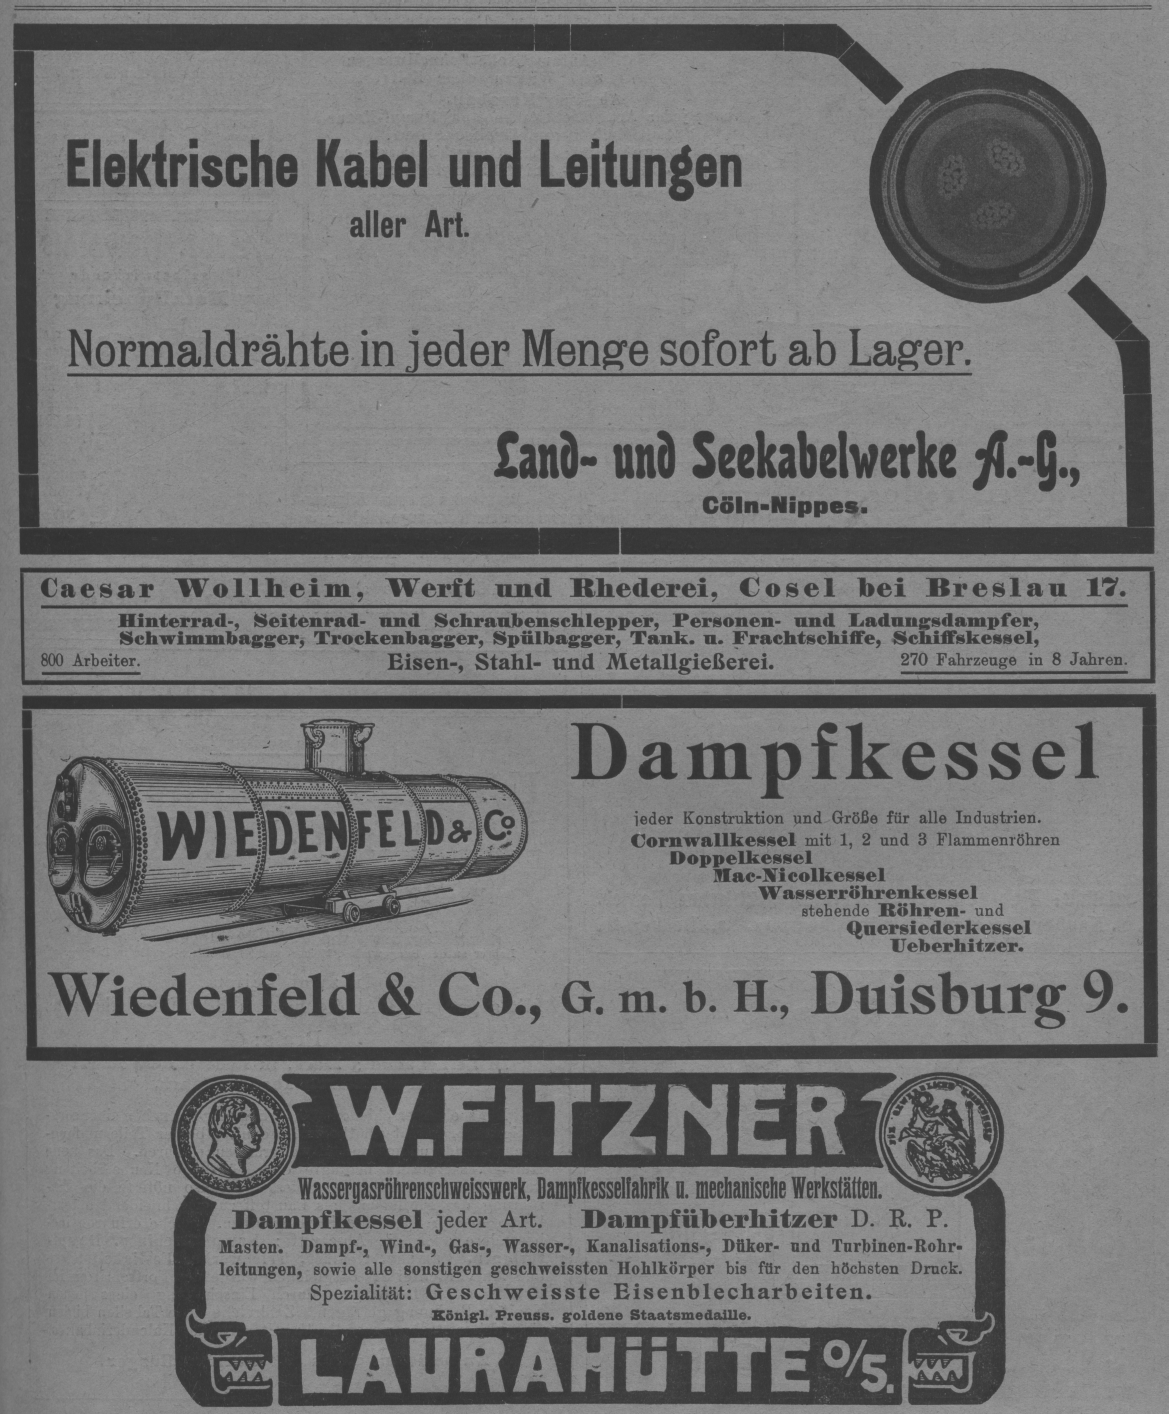 Elektrische Kabel und Leitungen
aller Art.
Normaldrähte in jeder Menge sofort ab Lager.
Land- und Seekabelwerke A.-G.,
Cöln-Nippes.
Caesar Wollheim, Werft und Rhederei, Cosel bei Breslau 17.
Hinterrad-, Seitenrad- und Schraubenschlepper, Personen- und Ladungsdampfer,
Schwimmbagger, Trockenbagger, Spülbagger, Tank. u. Frachtschiffe, Schiffskessel,
800 Arbeiter. Eisen-, Stahl- und Metallgießerei. 270 Fahrzeuge in 8 Jahren.
WIEDENFELD & Co
Dampfkessel
jeder Konstruktion und Größe für alle Industrien.
Cornwallkessel mit 1, 2 und 3 Flammenröhren
Doppelkessel
Mac-Nicolkessel
Wasserröhrenkessel
stehende Röhren- und
Quersiederkessel
Ueberhitzer.
Wiedenfeld & Co., G. m. b. H., Duisburg 9.
W. FITZNER
Wassergasröhrenschweisswerk, Dampfkesselfabrik u. mechanische Werkstätten.
Dampfkessel jeder Art. Dampfüberhitzer D. R. P.
Masten. Dampf-, Wind-, Gas-, Wasser-, Kanalisations-, Düker- und Turbinen-Rohr-
leitungen, sowie alle sonstigen geschweissten Hohlkörper bis für den höchsten Druck.
Spezialität: Geschweisste Eisenblecharbeiten.
Königl. Preuss. goldene Staatsmedaille.
LAURAHÜTTE O/S.